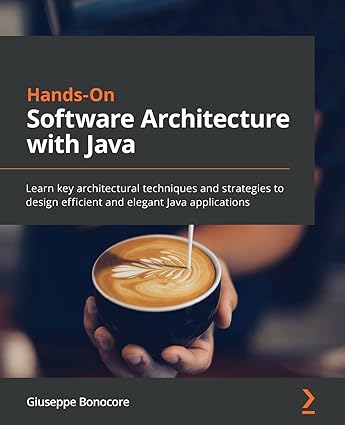 Hands-On
Software Architecture
with Java
Learn key architectural techniques and strategies to
design efficient and elegant Java applications
Giuseppe Bonocore